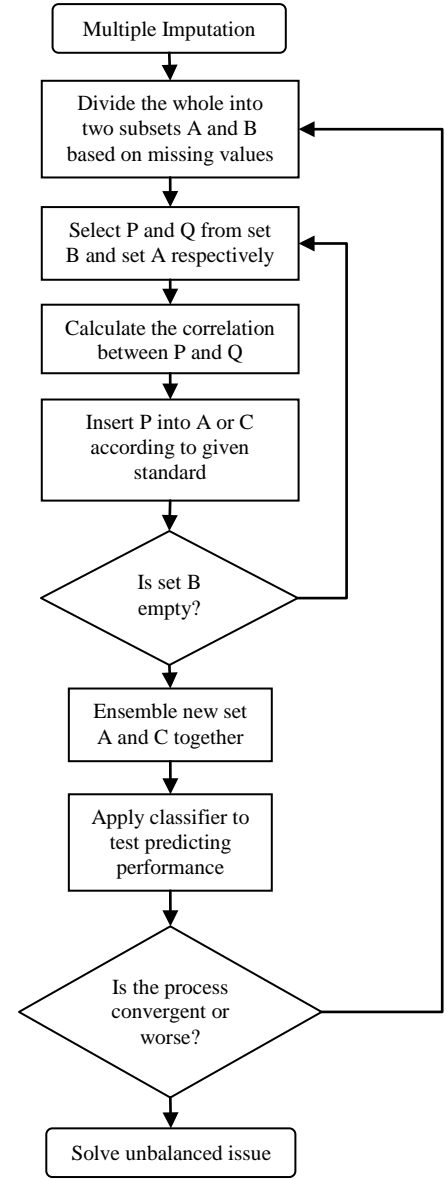 Multiple Imputation
Divide the whole into
two subsets A and B
based on missing values
Select P and Q from set
B and set A respectively
Calculate the correlation
between P and Q
Insert P into A or C
according to given
standard
Is set B
empty?
Ensemble new set
A and C together
Apply classifier to
test predicting
performance
Is the process
convergent or
worse?
Solve unbalanced issue